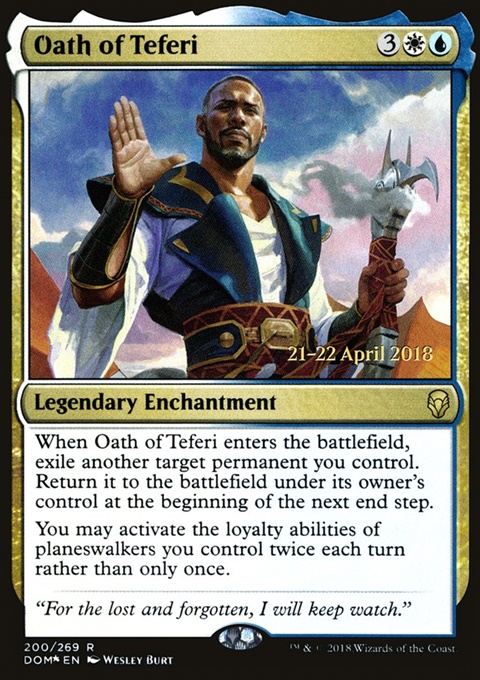 Oath of Teferi 3
21–22 April 2018
Legendary Enchantment
When Oath of Teferi enters the battlefield,
exile another target permanent you control.
Return it to the battlefield under its owner's
control at the beginning of the next end step.
You may activate the loyalty abilities of
planeswalkers you control twice each turn
rather than only once.
“For the lost and forgotten, I will keep watch.”
200/269 R
DOM★EN Wesley Burt
™ & © 2018 Wizards of the Coast